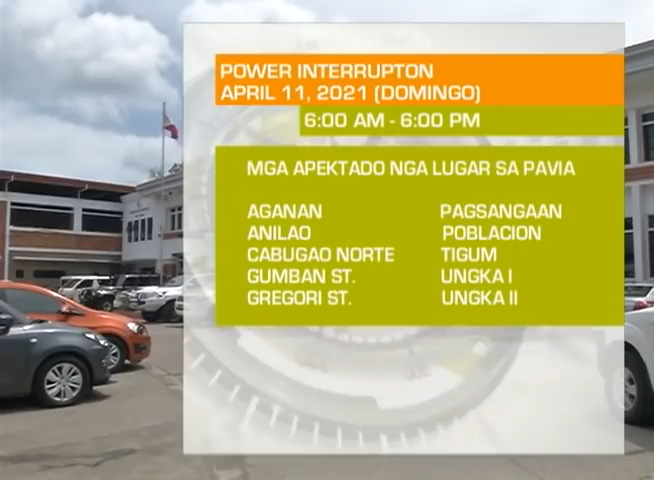 POWER INTERRUPTON
APRIL 11, 2021 (DOMINGO)
6:00 AM - 6:00 PM
MGA APEKTADO NGA LUGAR SA PAVIA
AGANAN
ANILAO
CABUGAO NORTE
GUMBAN ST.
GREGORI ST.
PAGSANGAAN
POBLACION
TIGUM
UNGKA I
UNGKA II